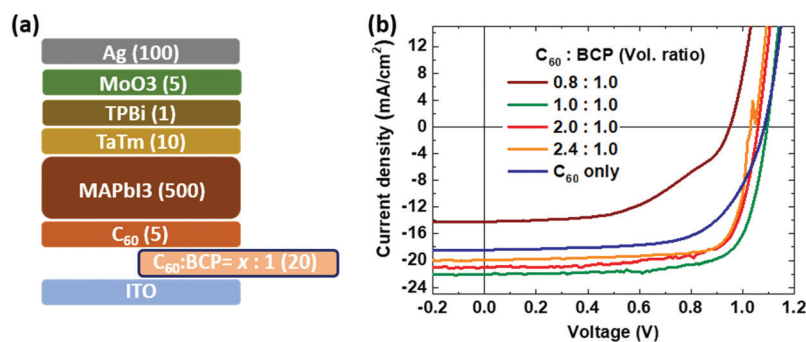 (a)
Ag (100)
MoO3 (5)
TPBi (1)
TaTm (10)
MAPbI3 (500)
C₆₀ (5)
C₆₀:BCP= x : 1 (20)
ITO
(b)
Current density (mA/cm²)
12
8
4
0
-4
-8
-12
-16
-20
-24
C₆₀ : BCP (Vol. ratio)
0.8 : 1.0
1.0 : 1.0
2.0 : 1.0
2.4 : 1.0
C₆₀ only
-0.2 0.0 0.2 0.4 0.6 0.8 1.0 1.2
Voltage (V)